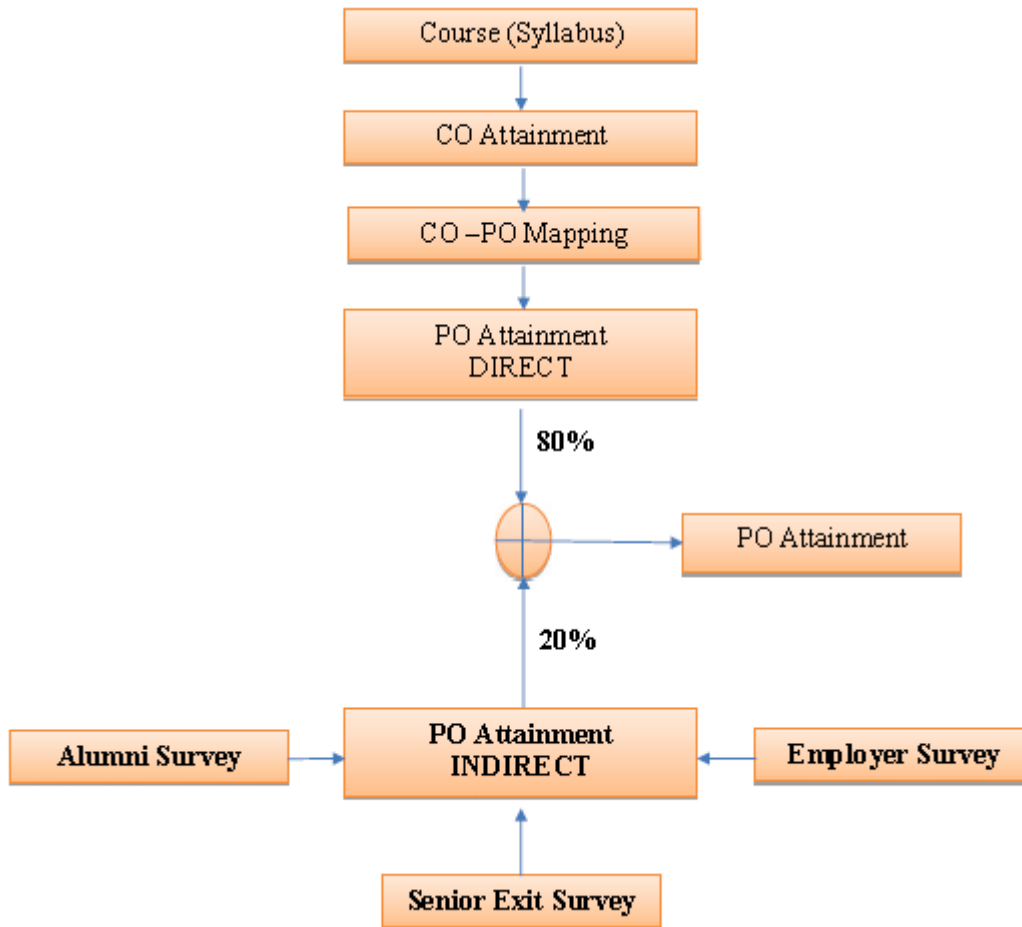 Course (Syllabus)
CO Attainment
CO –PO Mapping
PO Attainment
DIRECT
80%
PO Attainment
20%
PO Attainment
INDIRECT
Alumni Survey
Employer Survey
Senior Exit Survey